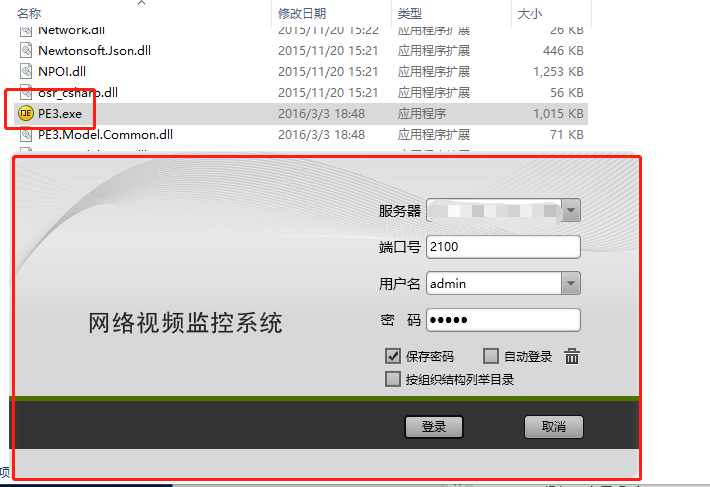 名称 修改日期 类型 大小
Network.dll 2015/11/20 15:22 应用程序扩展 26 KB
Newtonsoft.Json.dll 2015/11/20 15:21 应用程序扩展 446 KB
NPOI.dll 2015/11/20 15:21 应用程序扩展 1,253 KB
osr_csharp.dll 2015/11/20 15:21 应用程序扩展 56 KB
PE3.exe 2016/3/3 18:48 应用程序 1,015 KB
PE3.Model.Common.dll 2016/3/3 18:48 应用程序扩展 71 KB
服务器
端口号 2100
用户名 admin
网络视频监控系统
密 码 •••••
保存密码 自动登录
按组织结构列举目录
登录 取消
项